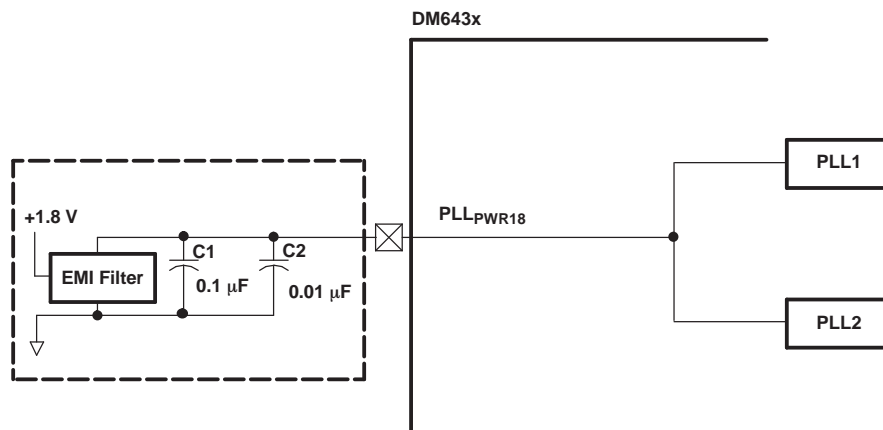 DM643x
PLL1
+1.8 V
PLLPWR18
EMI Filter
C1
0.1 μF
C2
0.01 μF
PLL2